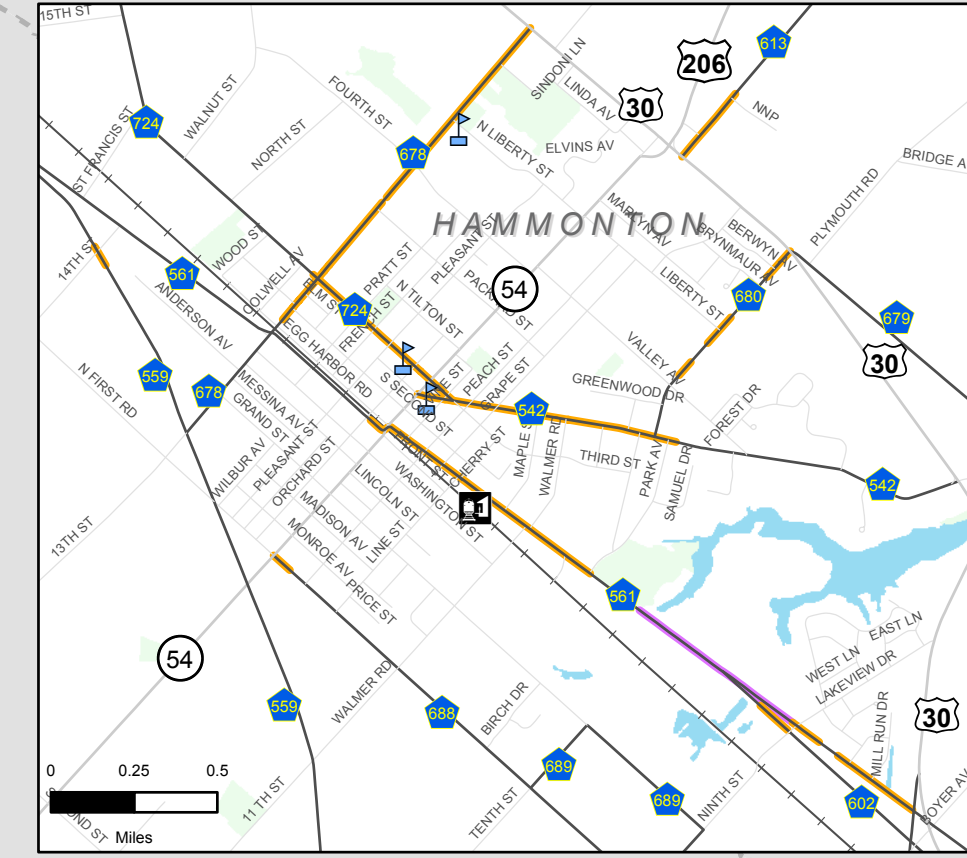 15TH ST
613
206
30
SINDONI LN
LINDA AV
NNP
FOURTH ST
WALNUT ST
724
ST FRANCIS ST
NORTH ST
678
N LIBERTY ST
ELVINS AV
BRIDGE A
PLYMOUTH RD
HAMMONTON
MARTYN AV
BRYNMAUR AV
BERWYN AV
PLEASANT ST
PRATT ST
WOOD ST
14TH ST
561
COLWELL AV
ELM ST
724
FRENCH ST
N TILTON ST
54
LIBERTY ST
680
679
30
ANDERSON AV
EGG HARBOR RD
VALLEY AV
PEACH ST
GRAPE ST
GREENWOOD DR
559
678
N FIRST RD
MESSINA AV
GRAND ST
S SECOND ST
542
FOREST DR
PLEASANT ST
ORCHARD ST
WILBUR AV
FRONT ST
CHERRY ST
MAPLE S
WALMER RD
THIRD ST
PARK AV
SAMUEL DR
542
WASHINGTON ST
LINCOLN ST
LINE ST
MADISON AV
MONROE AV
13TH ST
PRICE ST
561
EAST LN
WEST LN
LAKEVIEW DR
54
WALMER RD
559
688
BIRCH DR
30
MILL RUN DR
689
689
NINTH ST
TENTH ST
602
BOYER AV
11 TH ST
0
0.25
0.5
Miles